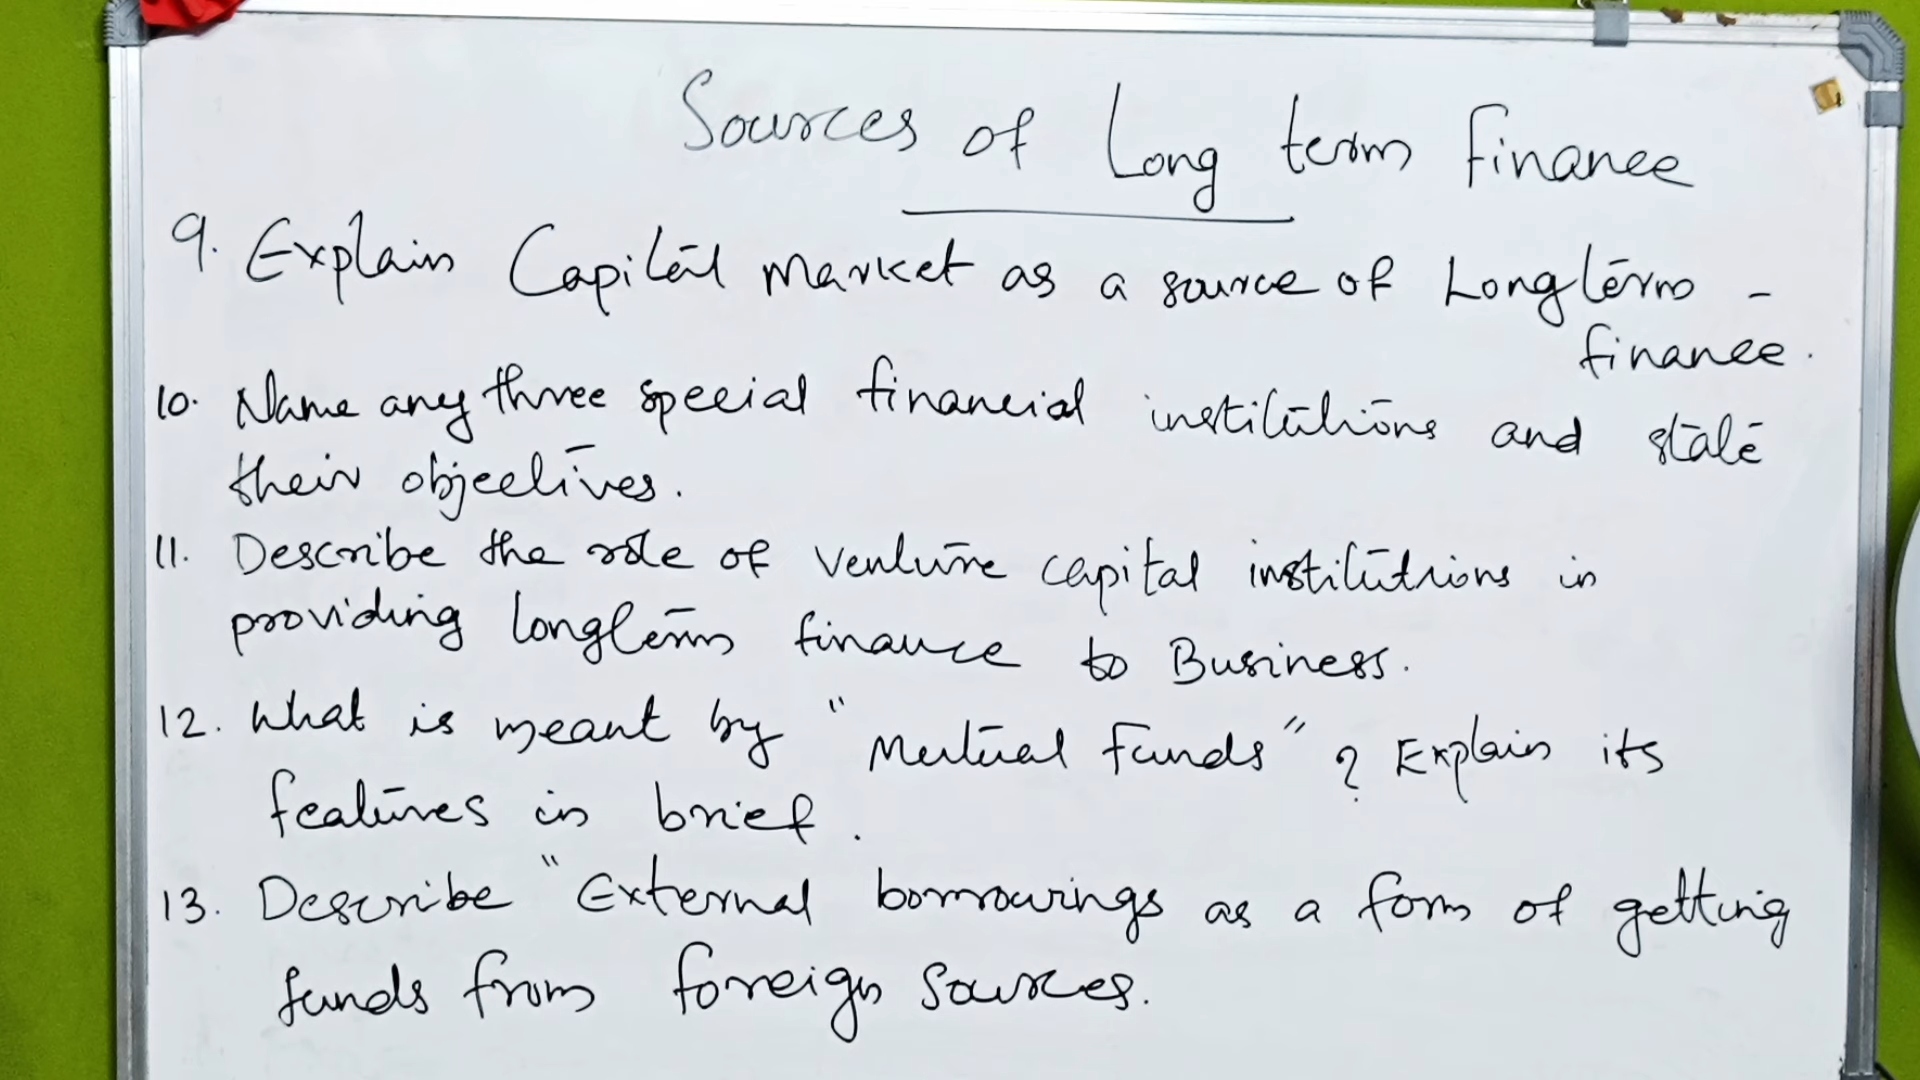 Sources of Long term finance
9. Explain Capital market as a source of Longterm -
finance.
10. Name any three special financial institutions and state
their objectives.
11. Describe the role of venture capital institutions in
providing longterm finance to Business.
12. What is meant by "Mutual Funds"? Explain its
features in brief.
13. Describe "External borrowings as a form of getting
funds from foreign sources.